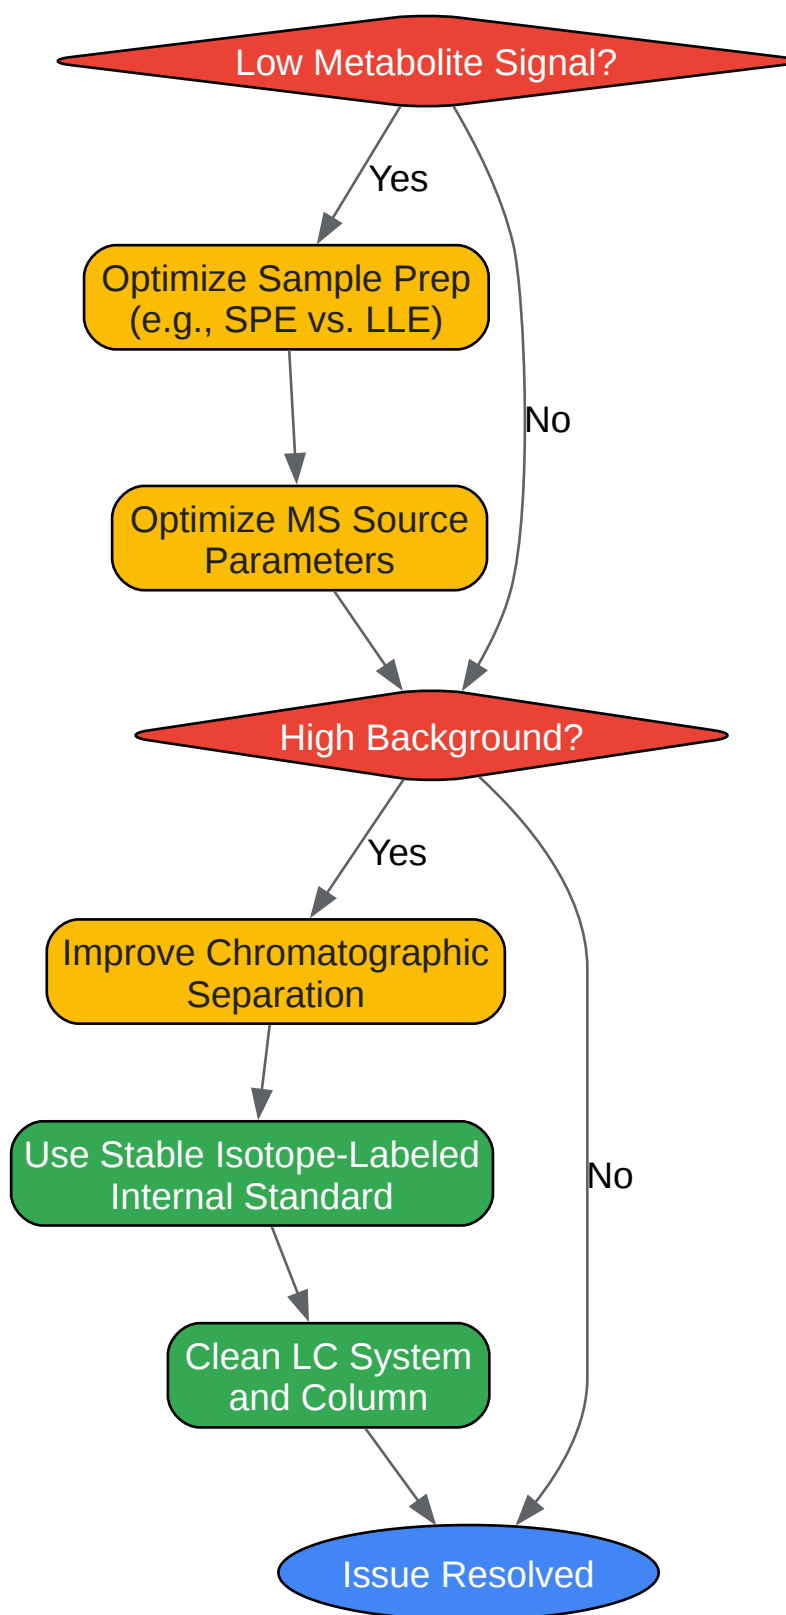 Low Metabolite Signal?
Yes
Optimize Sample Prep
(e.g., SPE vs. LLE)
No
Optimize MS Source
Parameters
High Background?
Yes
Improve Chromatographic
Separation
Use Stable Isotope-Labeled
Internal Standard
No
Clean LC System
and Column
Issue Resolved